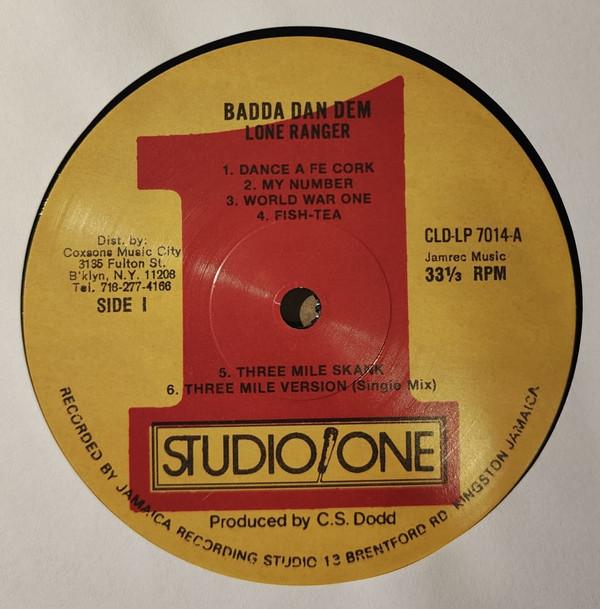 BADDA DAN DEM
LONE RANGER
1. DANCE A FE CORK
2. MY NUMBER
3. WORLD WAR ONE
4. FISH-TEA
Dist. by:
Coxsons Music City
3135 Fulton St.
B'klyn, N.Y. 11208
Tel. 718-277-4166
SIDE I
CLD-LP 7014-A
Jamrec Music
33⅓ RPM
5. THREE MILE SKANK
6. THREE MILE VERSION (Single Mix)
STUDIO ONE
Produced by C.S. Dodd
RECORDED BY JAMAICA RECORDING STUDIO 13 BRENTFORD RD KINGSTON JAMAICA